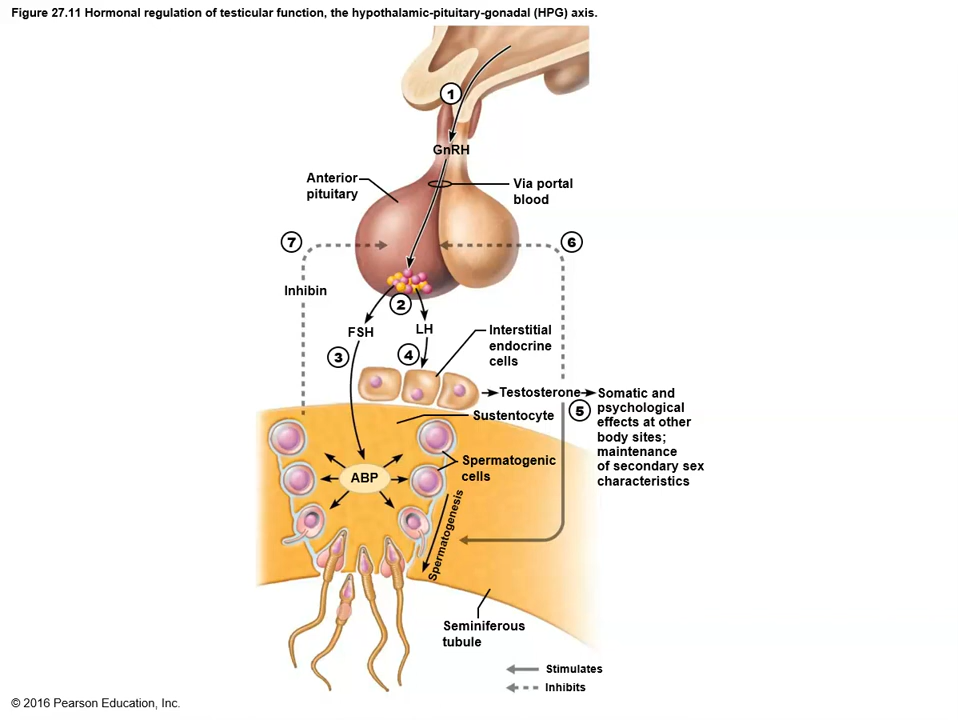 Figure 27.11 Hormonal regulation of testicular function, the hypothalamic-pituitary-gonadal (HPG) axis.
1
GnRH
Anterior
pituitary
Via portal
blood
7
6
Inhibin
2
FSH
LH
3
4
Interstitial
endocrine
cells
Testosterone
5
Somatic and
psychological
effects at other
body sites;
maintenance
of secondary sex
characteristics
Sustentocyte
Spermatogenic
cells
ABP
Spermatogenesis
Seminiferous
tubule
Stimulates
Inhibits
© 2016 Pearson Education, Inc.